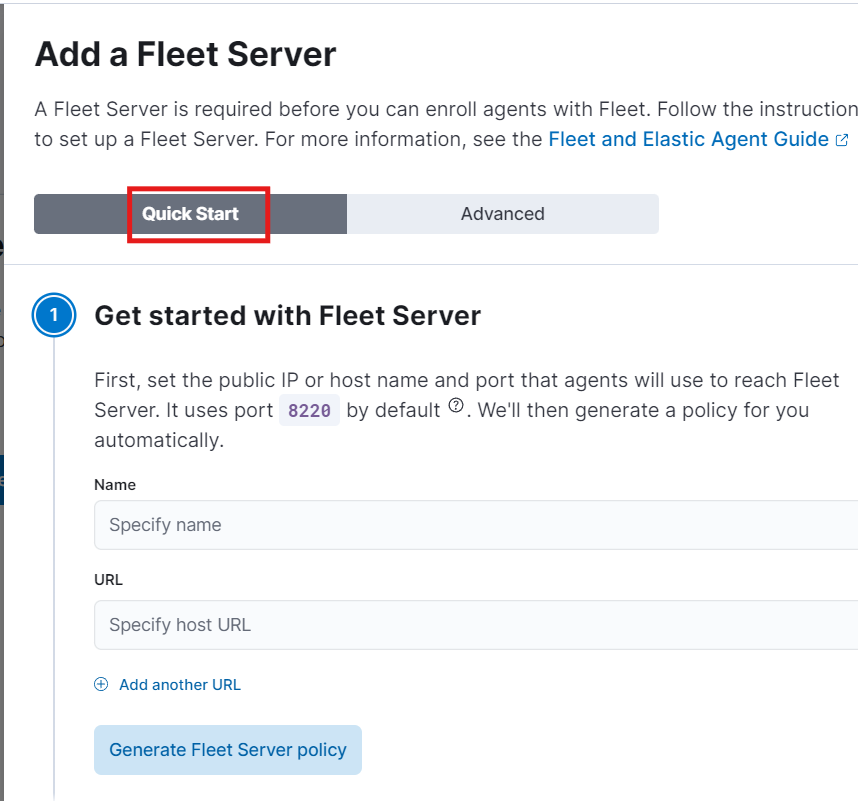 Add a Fleet Server
A Fleet Server is required before you can enroll agents with Fleet. Follow the instruction
to set up a Fleet Server. For more information, see the Fleet and Elastic Agent Guide
Quick Start
Advanced
1
Get started with Fleet Server
First, set the public IP or host name and port that agents will use to reach Fleet
Server. It uses port 8220 by default ?. We'll then generate a policy for you
automatically.
Name
Specify name
URL
Specify host URL
Add another URL
Generate Fleet Server policy